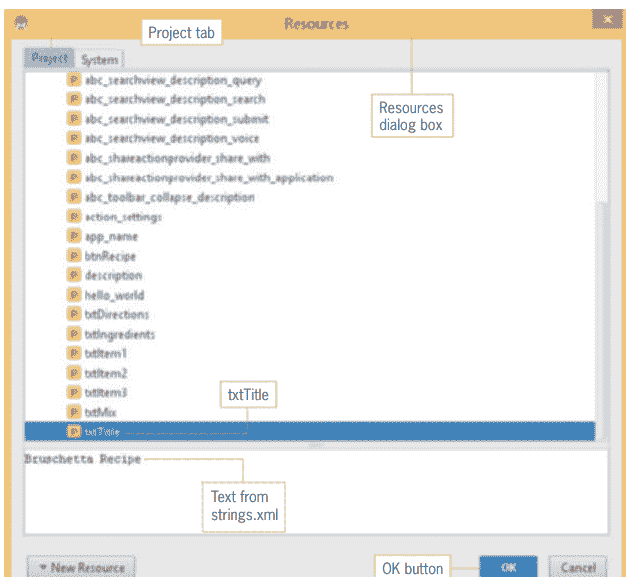 Resources
Project tab
Project System
abc_searchview_description_query
abc_searchview_description_search
abc_searchview_description_submit
abc_searchview_description_voice
Resources
dialog box
abc_shareactionprovider_share_with
abc_shareactionprovider_share_with_application
abc_toolbar_collapse_description
action_settings
app_name
btnRecipe
description
hello_world
txtDirections
txtIngredients
txtItem1
txtItem2
txtItem3
txtTitle
txtMix
txtTitle
Bruschetta Recipe
Text from
strings.xml
New Resource
OK button
OK
Cancel